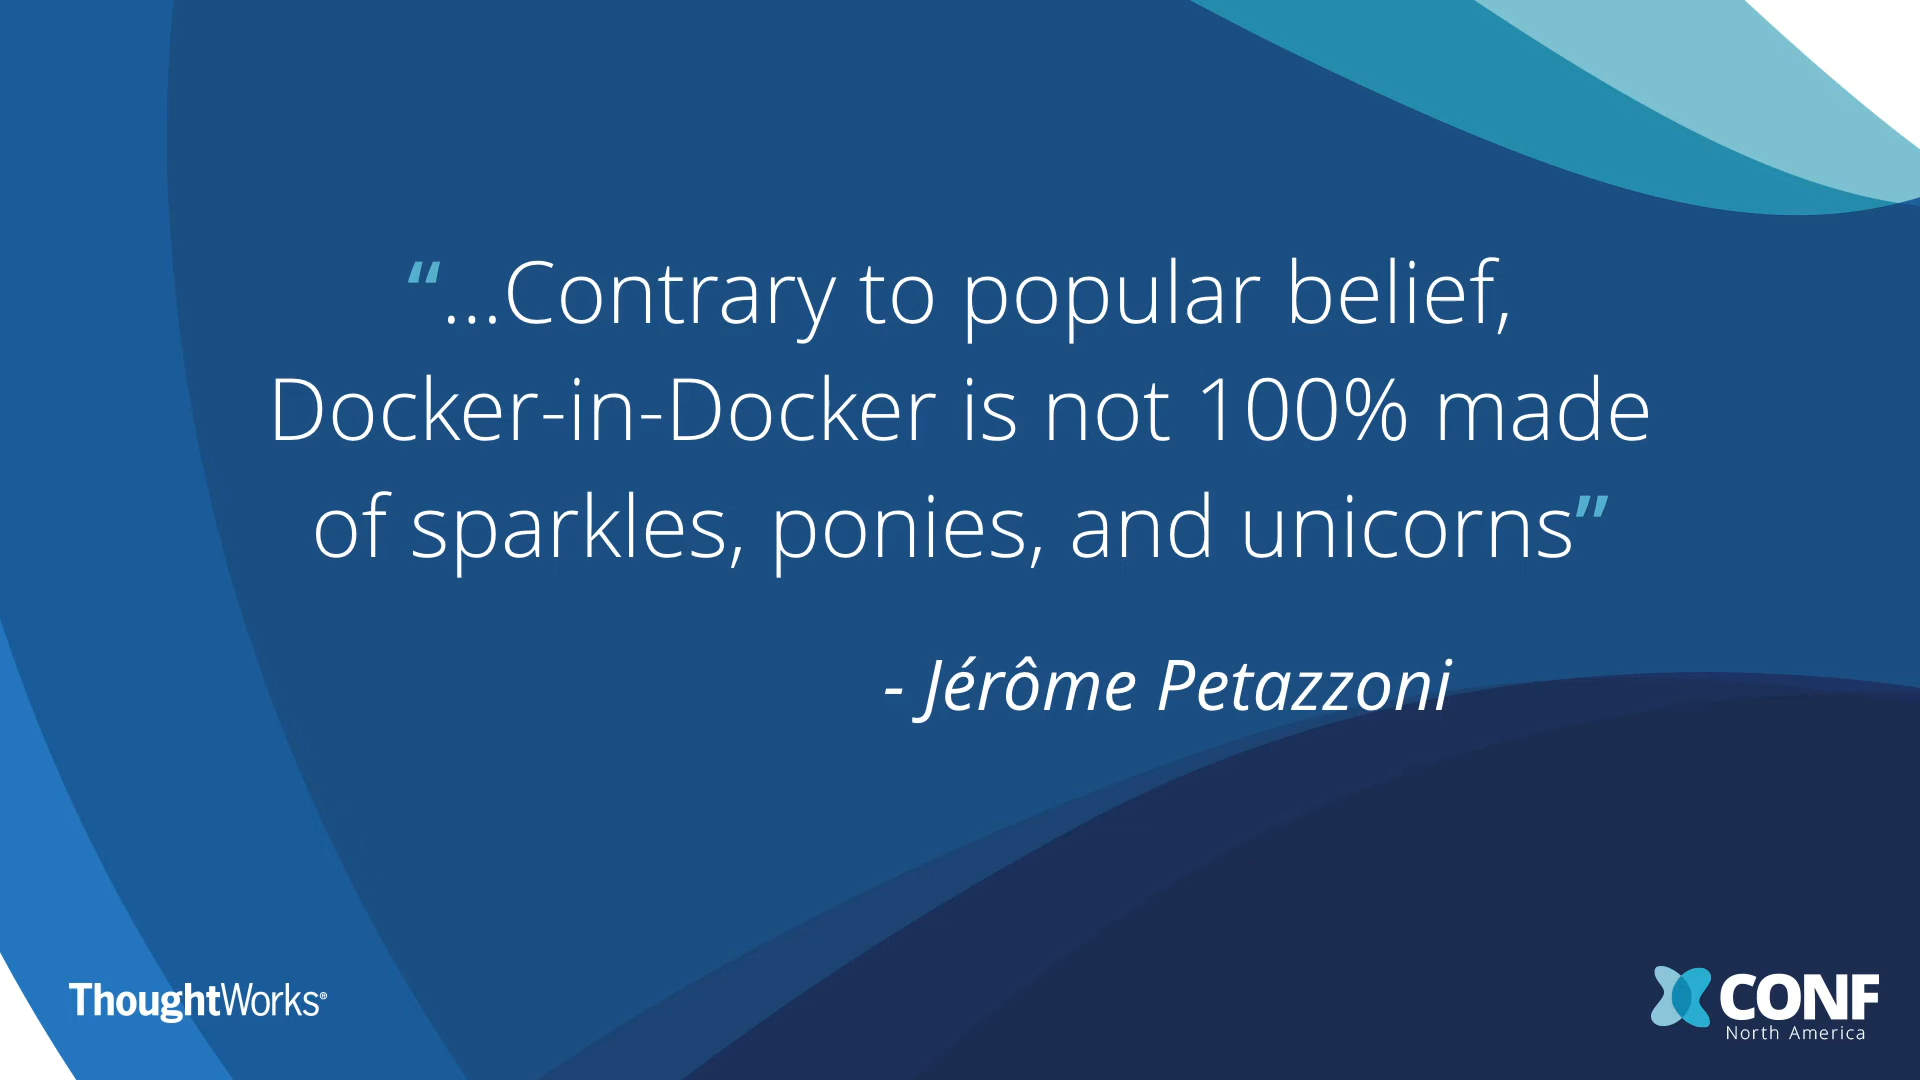 “...Contrary to popular belief,
Docker-in-Docker is not 100% made
of sparkles, ponies, and unicorns”
- Jérôme Petazzoni
ThoughtWorks®
XCONF
North America